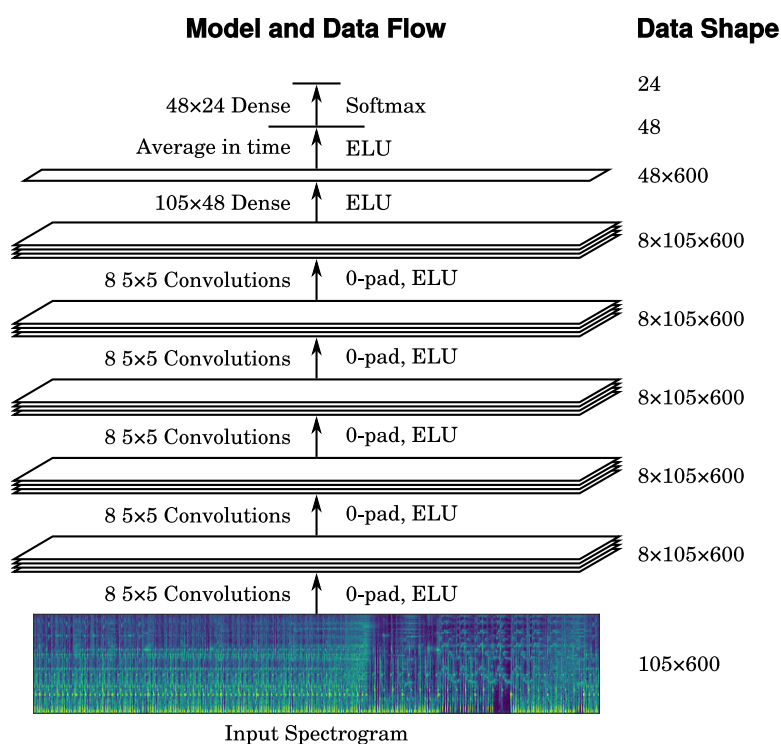 Model and Data Flow Data Shape
24
48×24 Dense Softmax
48
Average in time ELU
48×600
105×48 Dense ELU
8×105×600
8 5×5 Convolutions 0-pad, ELU
8×105×600
8 5×5 Convolutions 0-pad, ELU
8×105×600
8 5×5 Convolutions 0-pad, ELU
8×105×600
8 5×5 Convolutions 0-pad, ELU
8×105×600
8 5×5 Convolutions 0-pad, ELU
105×600
Input Spectrogram